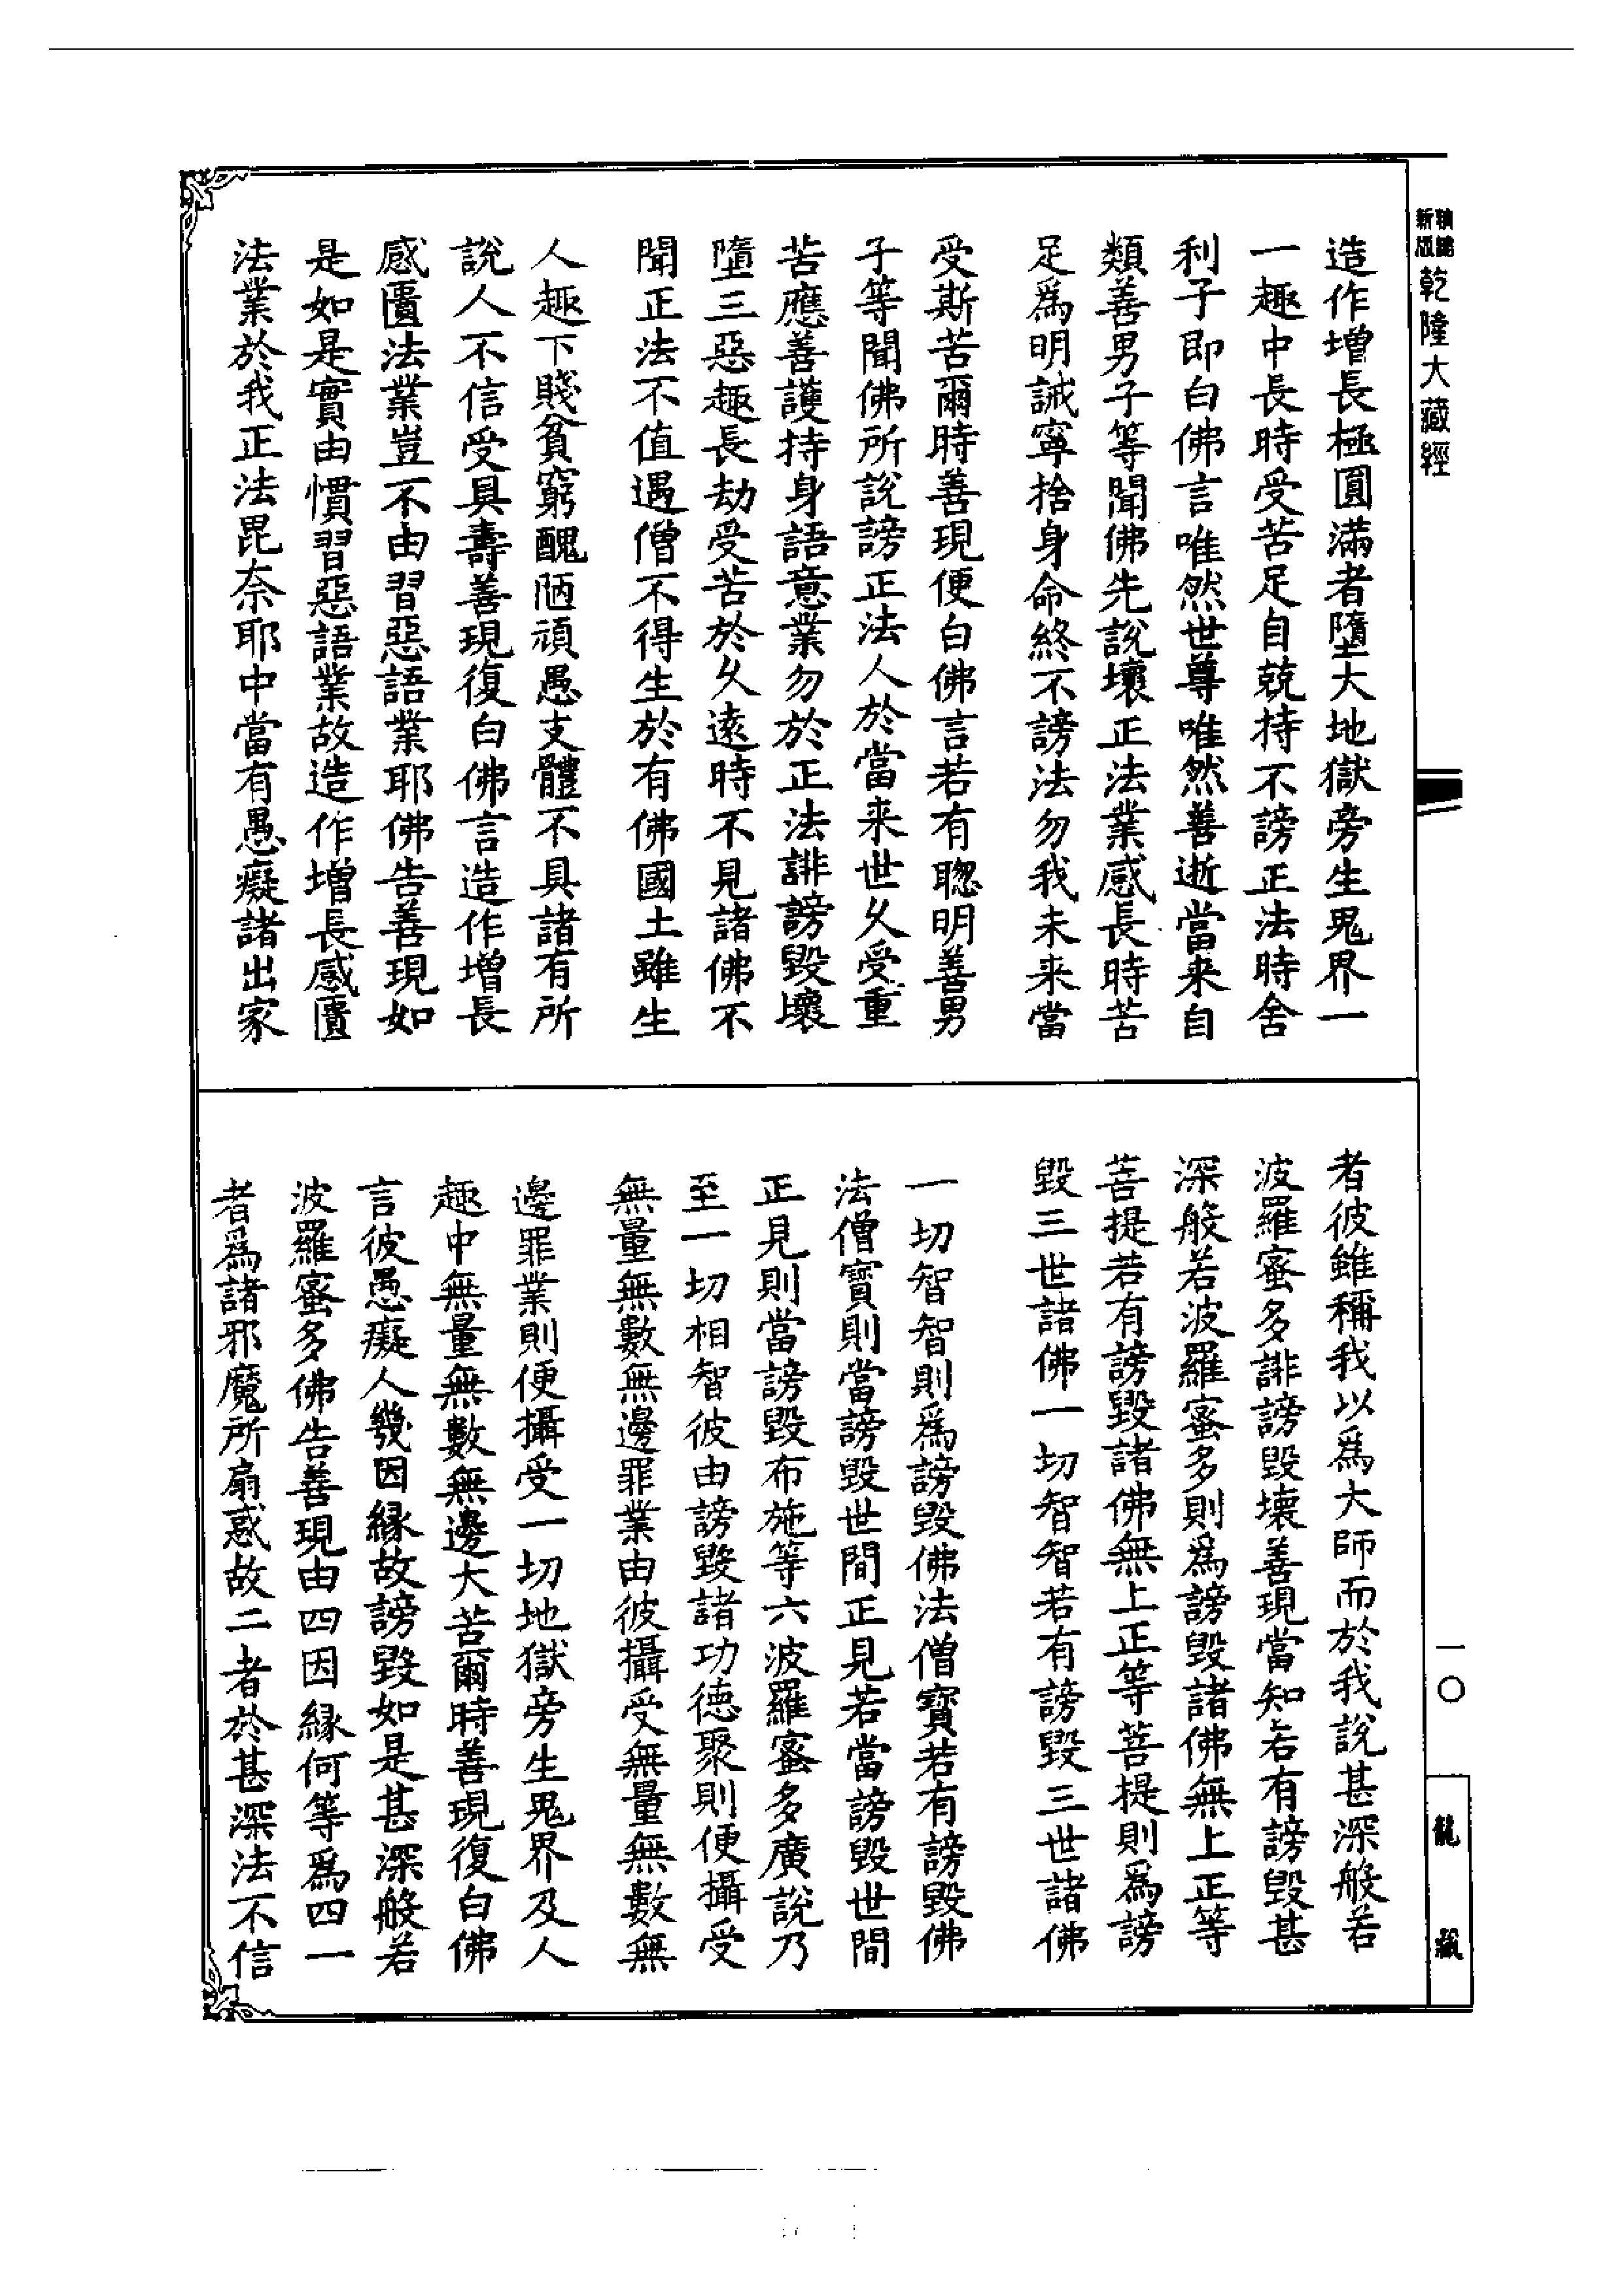 新編
縮版
乾隆大藏經
造作增長極圓滿者墮大地獄旁生鬼界一
一趣中長時受苦足自兢持不謗正法時舍
利子即白佛言唯然世尊唯然善逝當來自
類善男子等聞佛先說壞正法業感長時苦
足為明誡寧捨身命終不謗法勿我未來當
受斯苦爾時善現便白佛言若有聰明善男
子等聞佛所說謗正法人於當來世久受重
苦應善護持身語意業勿於正法誹謗毀壞
墮三惡趣長劫受苦於久遠時不見諸佛不
聞正法不值遇僧不得生於有佛國土雖生
人趣下賤貧窮醜陋頑愚支體不具諸有所
說人不信受具壽善現復白佛言造作增長
感匱法業豈不由習惡語業耶佛告善現如
是如是實由慣習惡語業故造作增長感匱
法業於我正法毘奈耶中當有愚癡諸出家
者彼雖稱我以為大師而於我說甚深般若
波羅蜜多誹謗毀壞善現當知若有謗毀甚
深般若波羅蜜多則為謗毀諸佛無上正等
菩提若有謗毀諸佛無上正等菩提則為謗
毀三世諸佛一切智智若有謗毀三世諸佛
一切智智則為謗毀佛法僧寶若有謗毀佛
法僧寶則當謗毀世間正見若當謗毀世間
正見則當謗毀布施等六波羅蜜多廣說乃
至一切相智彼由謗毀諸功德聚則便攝受
無量無數無邊罪業由彼攝受無量無數無
邊罪業則便攝受一切地獄旁生鬼界及人
趣中無量無數無邊大苦爾時善現復白佛
言彼愚癡人幾因緣故謗毀如是甚深般若
波羅蜜多佛告善現由四因緣何等為四一
者為諸邪魔所扇惑故二者於甚深法不信
一〇
龍藏